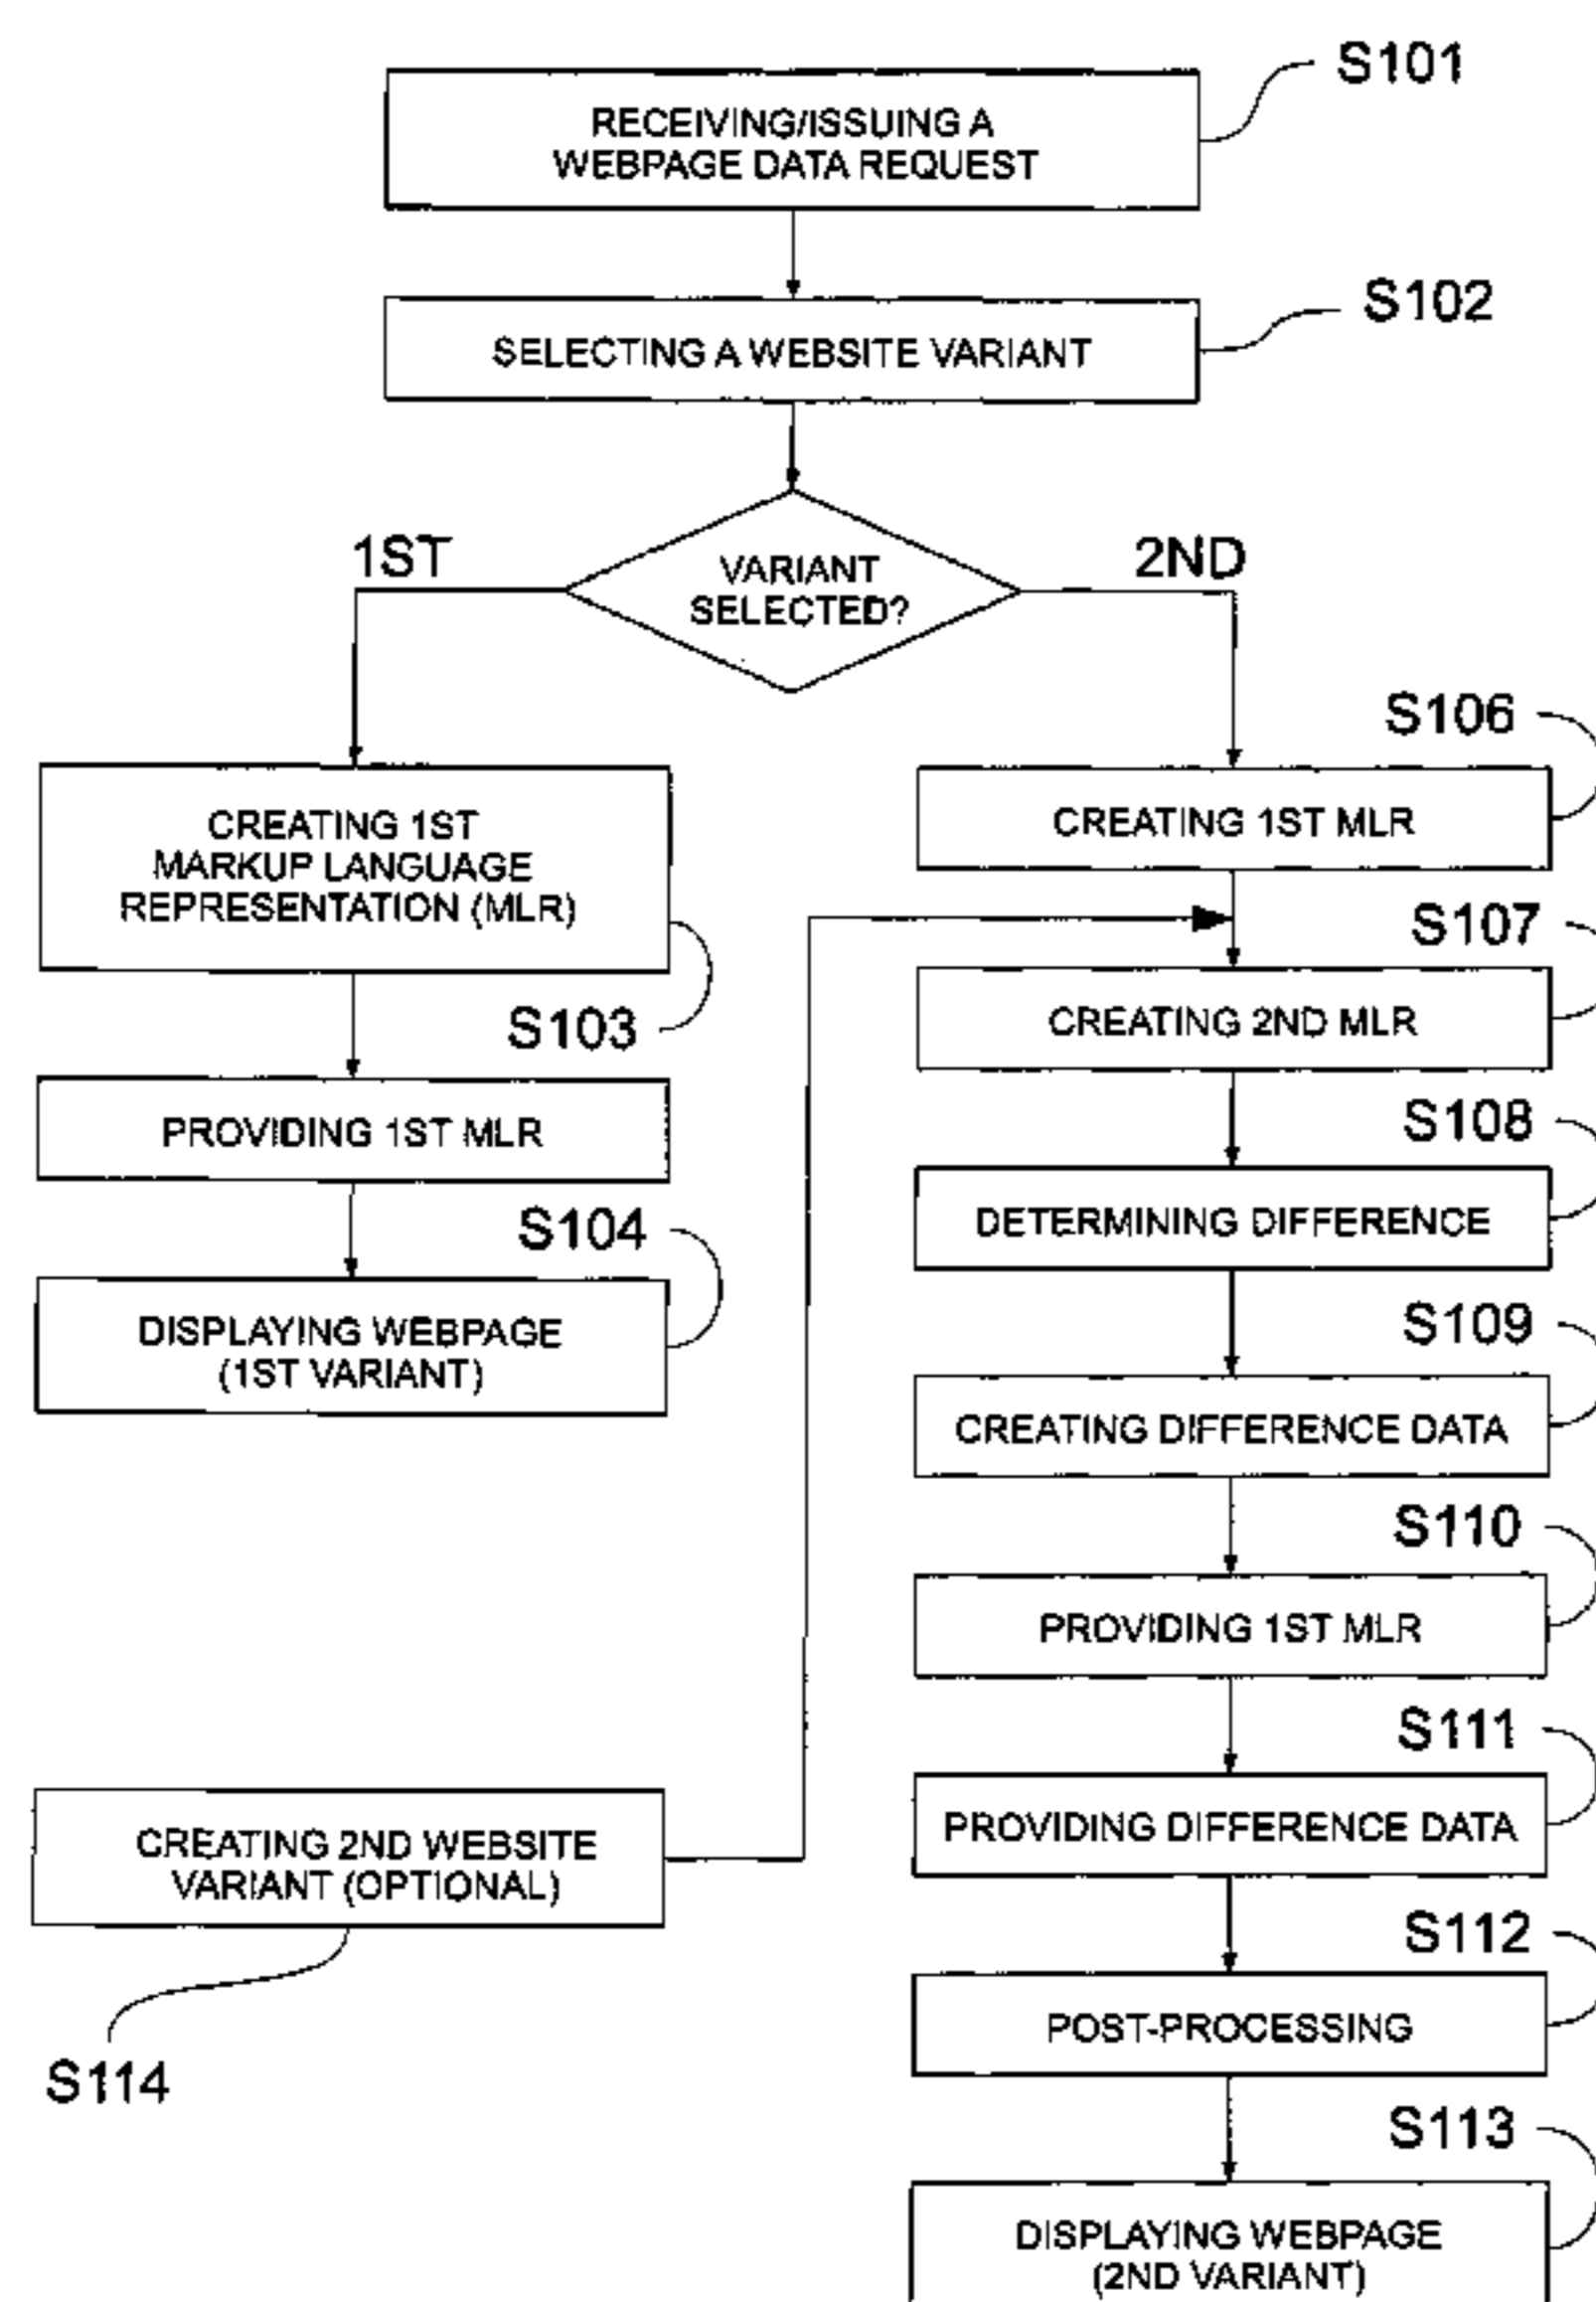 S101
RECEIVING/ISSUING A
WEBPAGE DATA REQUEST
S102
SELECTING A WEBSITE VARIANT
1ST
VARIANT
SELECTED?
2ND
CREATING 1ST
MARKUP LANGUAGE
REPRESENTATION (MLR)
S103
PROVIDING 1ST MLR
S104
DISPLAYING WEBPAGE
(1ST VARIANT)
CREATING 2ND WEBSITE
VARIANT (OPTIONAL)
S114
S106
CREATING 1ST MLR
S107
CREATING 2ND MLR
S108
DETERMINING DIFFERENCE
S109
CREATING DIFFERENCE DATA
S110
PROVIDING 1ST MLR
S111
PROVIDING DIFFERENCE DATA
S112
POST-PROCESSING
S113
DISPLAYING WEBPAGE
(2ND VARIANT)